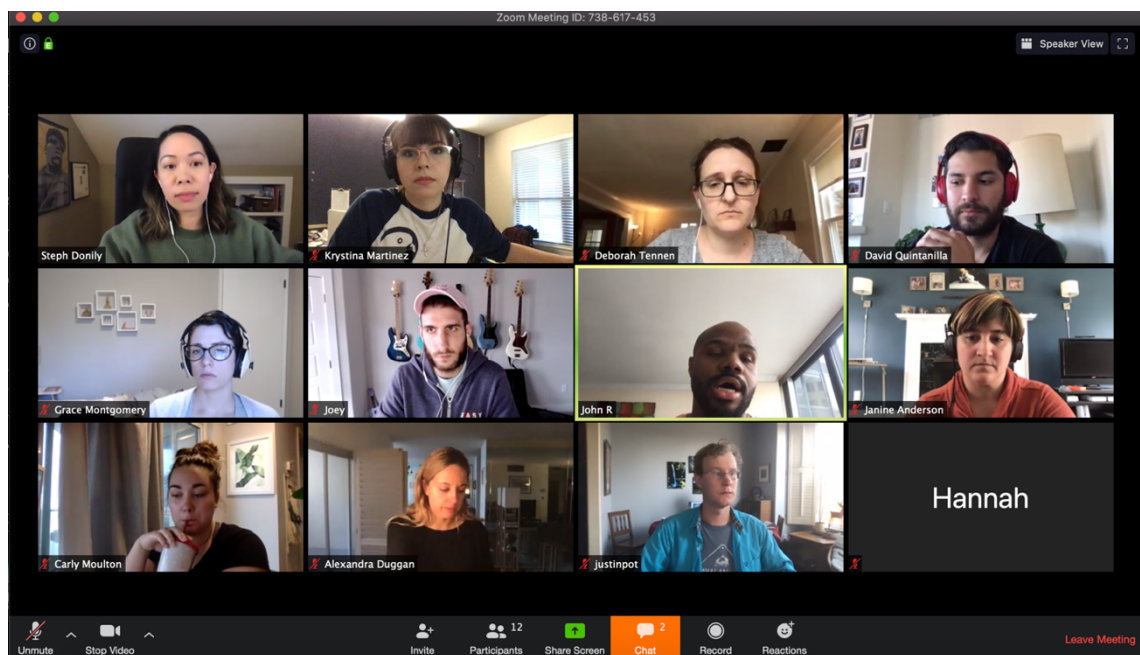 Zoom Meeting ID: 738-617-453
Speaker View
Steph Donily
Krystina Martinez
Deborah Tennen
David Quintanilla
Grace Montgomery
Joey
John R
Janine Anderson
Hannah
Carly Moulton
Alexandra Duggan
justinpot
12
2
Unmute
Stop Video
Invite
Participants
Share Screen
Chat
Record
Reactions
Leave Meeting